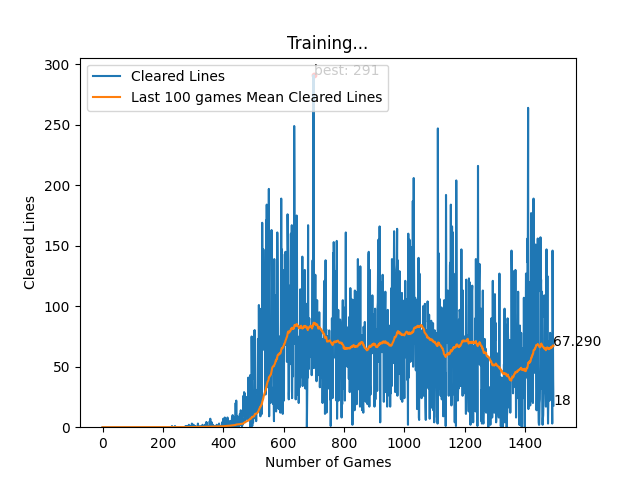 Training...
best: 291
Cleared Lines
Last 100 games Mean Cleared Lines
300
250
200
150
100
50
0
Cleared Lines
67.290
18
0
200
400
600
800
1000
1200
1400
Number of Games